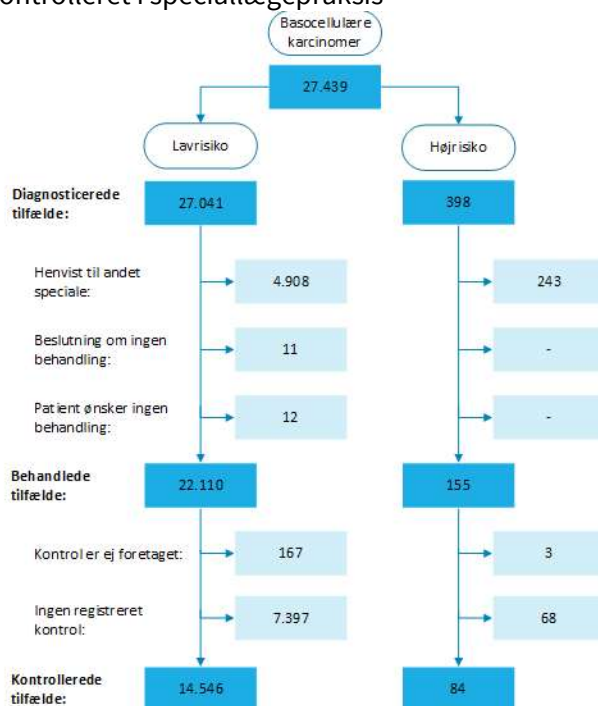 kontrolleret i speciallægepraksis
Basocellulære
karcinomer
27.439
Lavrisiko
Højrisiko
Diagnosticerede
tilfælde:
27.041
398
Henvist til andet
speciale:
4.908
243
Beslutning om ingen
behandling:
11
-
Patient ønsker ingen
behandling:
12
-
Behandlede
tilfælde:
22.110
155
Kontrol er ej foretaget:
167
3
Ingen registreret
kontrol:
7.397
68
Kontrollerede
tilfælde:
14.546
84